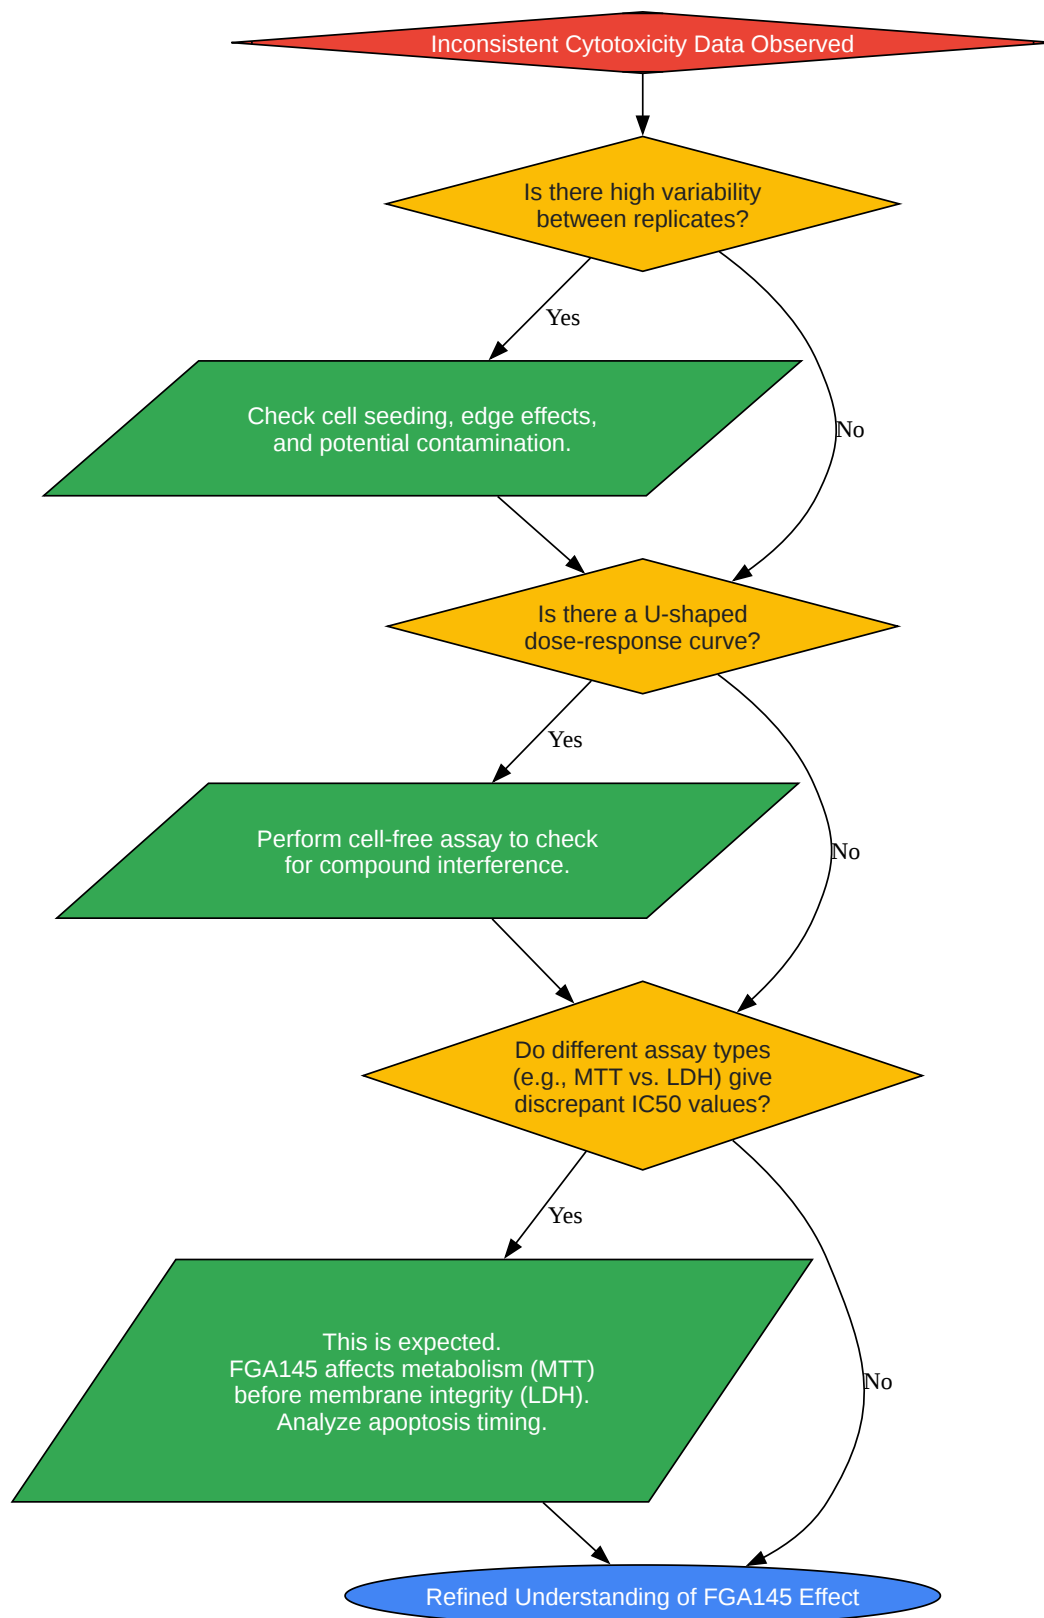 Inconsistent Cytotoxicity Data Observed
Is there high variability
between replicates?
Yes
No
Check cell seeding, edge effects,
and potential contamination.
Is there a U-shaped
dose-response curve?
Yes
No
Perform cell-free assay to check
for compound interference.
Do different assay types
(e.g., MTT vs. LDH) give
discrepant IC50 values?
Yes
No
This is expected.
FGA145 affects metabolism (MTT)
before membrane integrity (LDH).
Analyze apoptosis timing.
Refined Understanding of FGA145 Effect